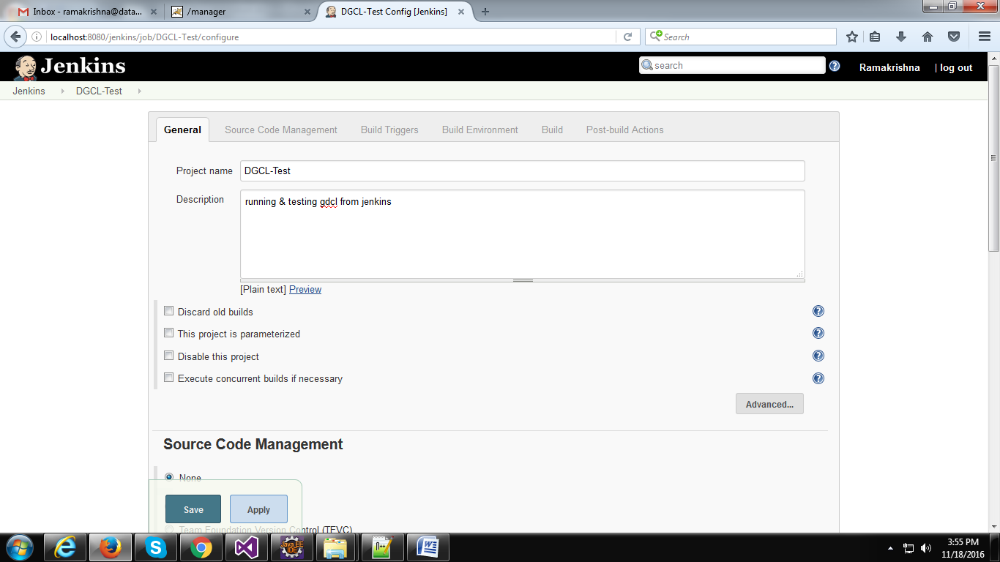 Inbox - ramakrishna@data...
/manager
DGCL-Test Config [Jenkins]
localhost:8080/jenkins/job/DGCL-Test/configure
Search
Jenkins
search
Ramakrishna
| log out
Jenkins
DGCL-Test
General
Source Code Management
Build Triggers
Build Environment
Build
Post-build Actions
Project name
DGCL-Test
Description
running & testing gdcl from jenkins
[Plain text] Preview
Discard old builds
This project is parameterized
Disable this project
Execute concurrent builds if necessary
Advanced...
Source Code Management
None
Save
Apply
Team Foundation Version Control (TFVC)
Java EE
IDE
3:55 PM
11/18/2016